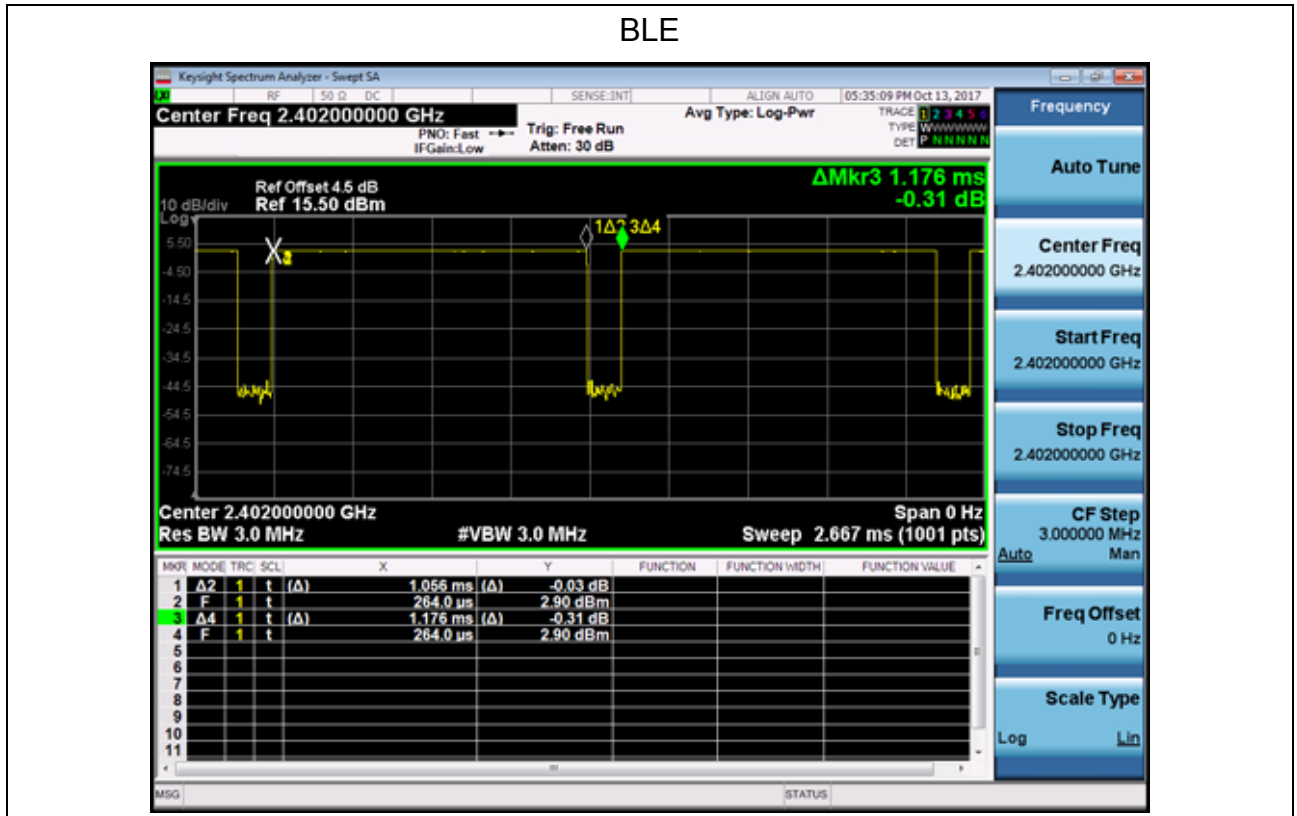 BLE
Keysight Spectrum Analyzer - Swept SA
RF 50 Ω DC SENSE:INT ALIGN AUTO 05:35:09 PM Oct 13, 2017
Center Freq 2.402000000 GHz
PNO: Fast
IFGain:Low
Trig: Free Run
Atten: 30 dB
Avg Type: Log-Pwr
TRACE 1 2 3 4 5 6
TYPE WWWWWWW
DET P N N N N N
ΔMkr3 1.176 ms
-0.31 dB
Ref Offset 4.5 dB
10 dB/div Ref 15.50 dBm
Log
1Δ2 3Δ4
5.50
-4.50
-14.5
-24.5
-34.5
-44.5
-54.5
-64.5
-74.5
Center 2.402000000 GHz Span 0 Hz
Res BW 3.0 MHz #VBW 3.0 MHz Sweep 2.667 ms (1001 pts)
MKR MODE TRC SCL X Y FUNCTION FUNCTION WIDTH FUNCTION VALUE
1 Δ2 1 t (Δ) 1.056 ms (Δ) -0.03 dB
2 F 1 t 264.0 µs 2.90 dBm
3 Δ4 1 t (Δ) 1.176 ms (Δ) -0.31 dB
4 F 1 t 264.0 µs 2.90 dBm
5
6
7
8
9
10
11
MSG STATUS
Frequency
Auto Tune
Center Freq
2.402000000 GHz
Start Freq
2.402000000 GHz
Stop Freq
2.402000000 GHz
CF Step
3.000000 MHz
Auto Man
Freq Offset
0 Hz
Scale Type
Log Lin